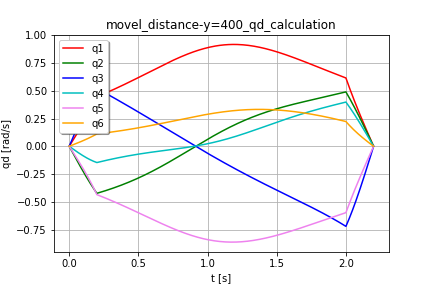 movel_distance-y=400_qd_calculation
1.00
0.75
0.50
0.25
0.00
−0.25
−0.50
−0.75
qd [rad/s]
q1
q2
q3
q4
q5
q6
0.0 0.5 1.0 1.5 2.0
t [s]